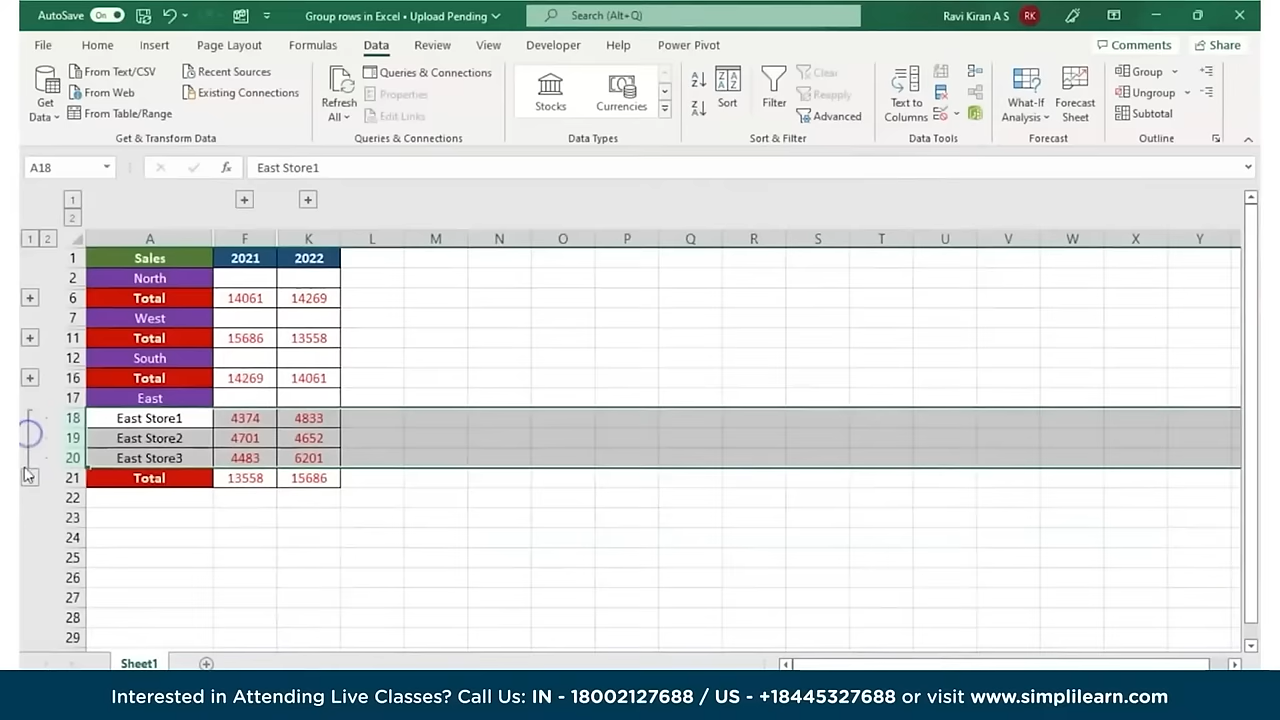 AutoSave On Group rows in Excel • Upload Pending Search (Alt+Q) Ravi Kiran A S RK
File Home Insert Page Layout Formulas Data Review View Developer Help Power Pivot Comments Share
From Text/CSV Recent Sources Queries & Connections Clear Group
From Web Existing Connections Properties Reapply Ungroup
From Table/Range Edit Links Advanced Subtotal
Get Data Refresh All Stocks Currencies Sort Filter Text to Columns What-If Analysis Forecast Sheet
Get & Transform Data Queries & Connections Data Types Sort & Filter Data Tools Forecast Outline
A18 fx East Store1
1
2
1 2 A F K L M N O P Q R S T U V W X Y
1 Sales 2021 2022
2 North
6 Total 14061 14269
7 West
11 Total 15686 13558
12 South
16 Total 14269 14061
17 East
18 East Store1 4374 4833
19 East Store2 4701 4652
20 East Store3 4483 6201
21 Total 13558 15686
22
23
24
25
26
27
28
29
Sheet1
Interested in Attending Live Classes? Call Us: IN - 18002127688 / US - +18445327688 or visit www.simplilearn.com